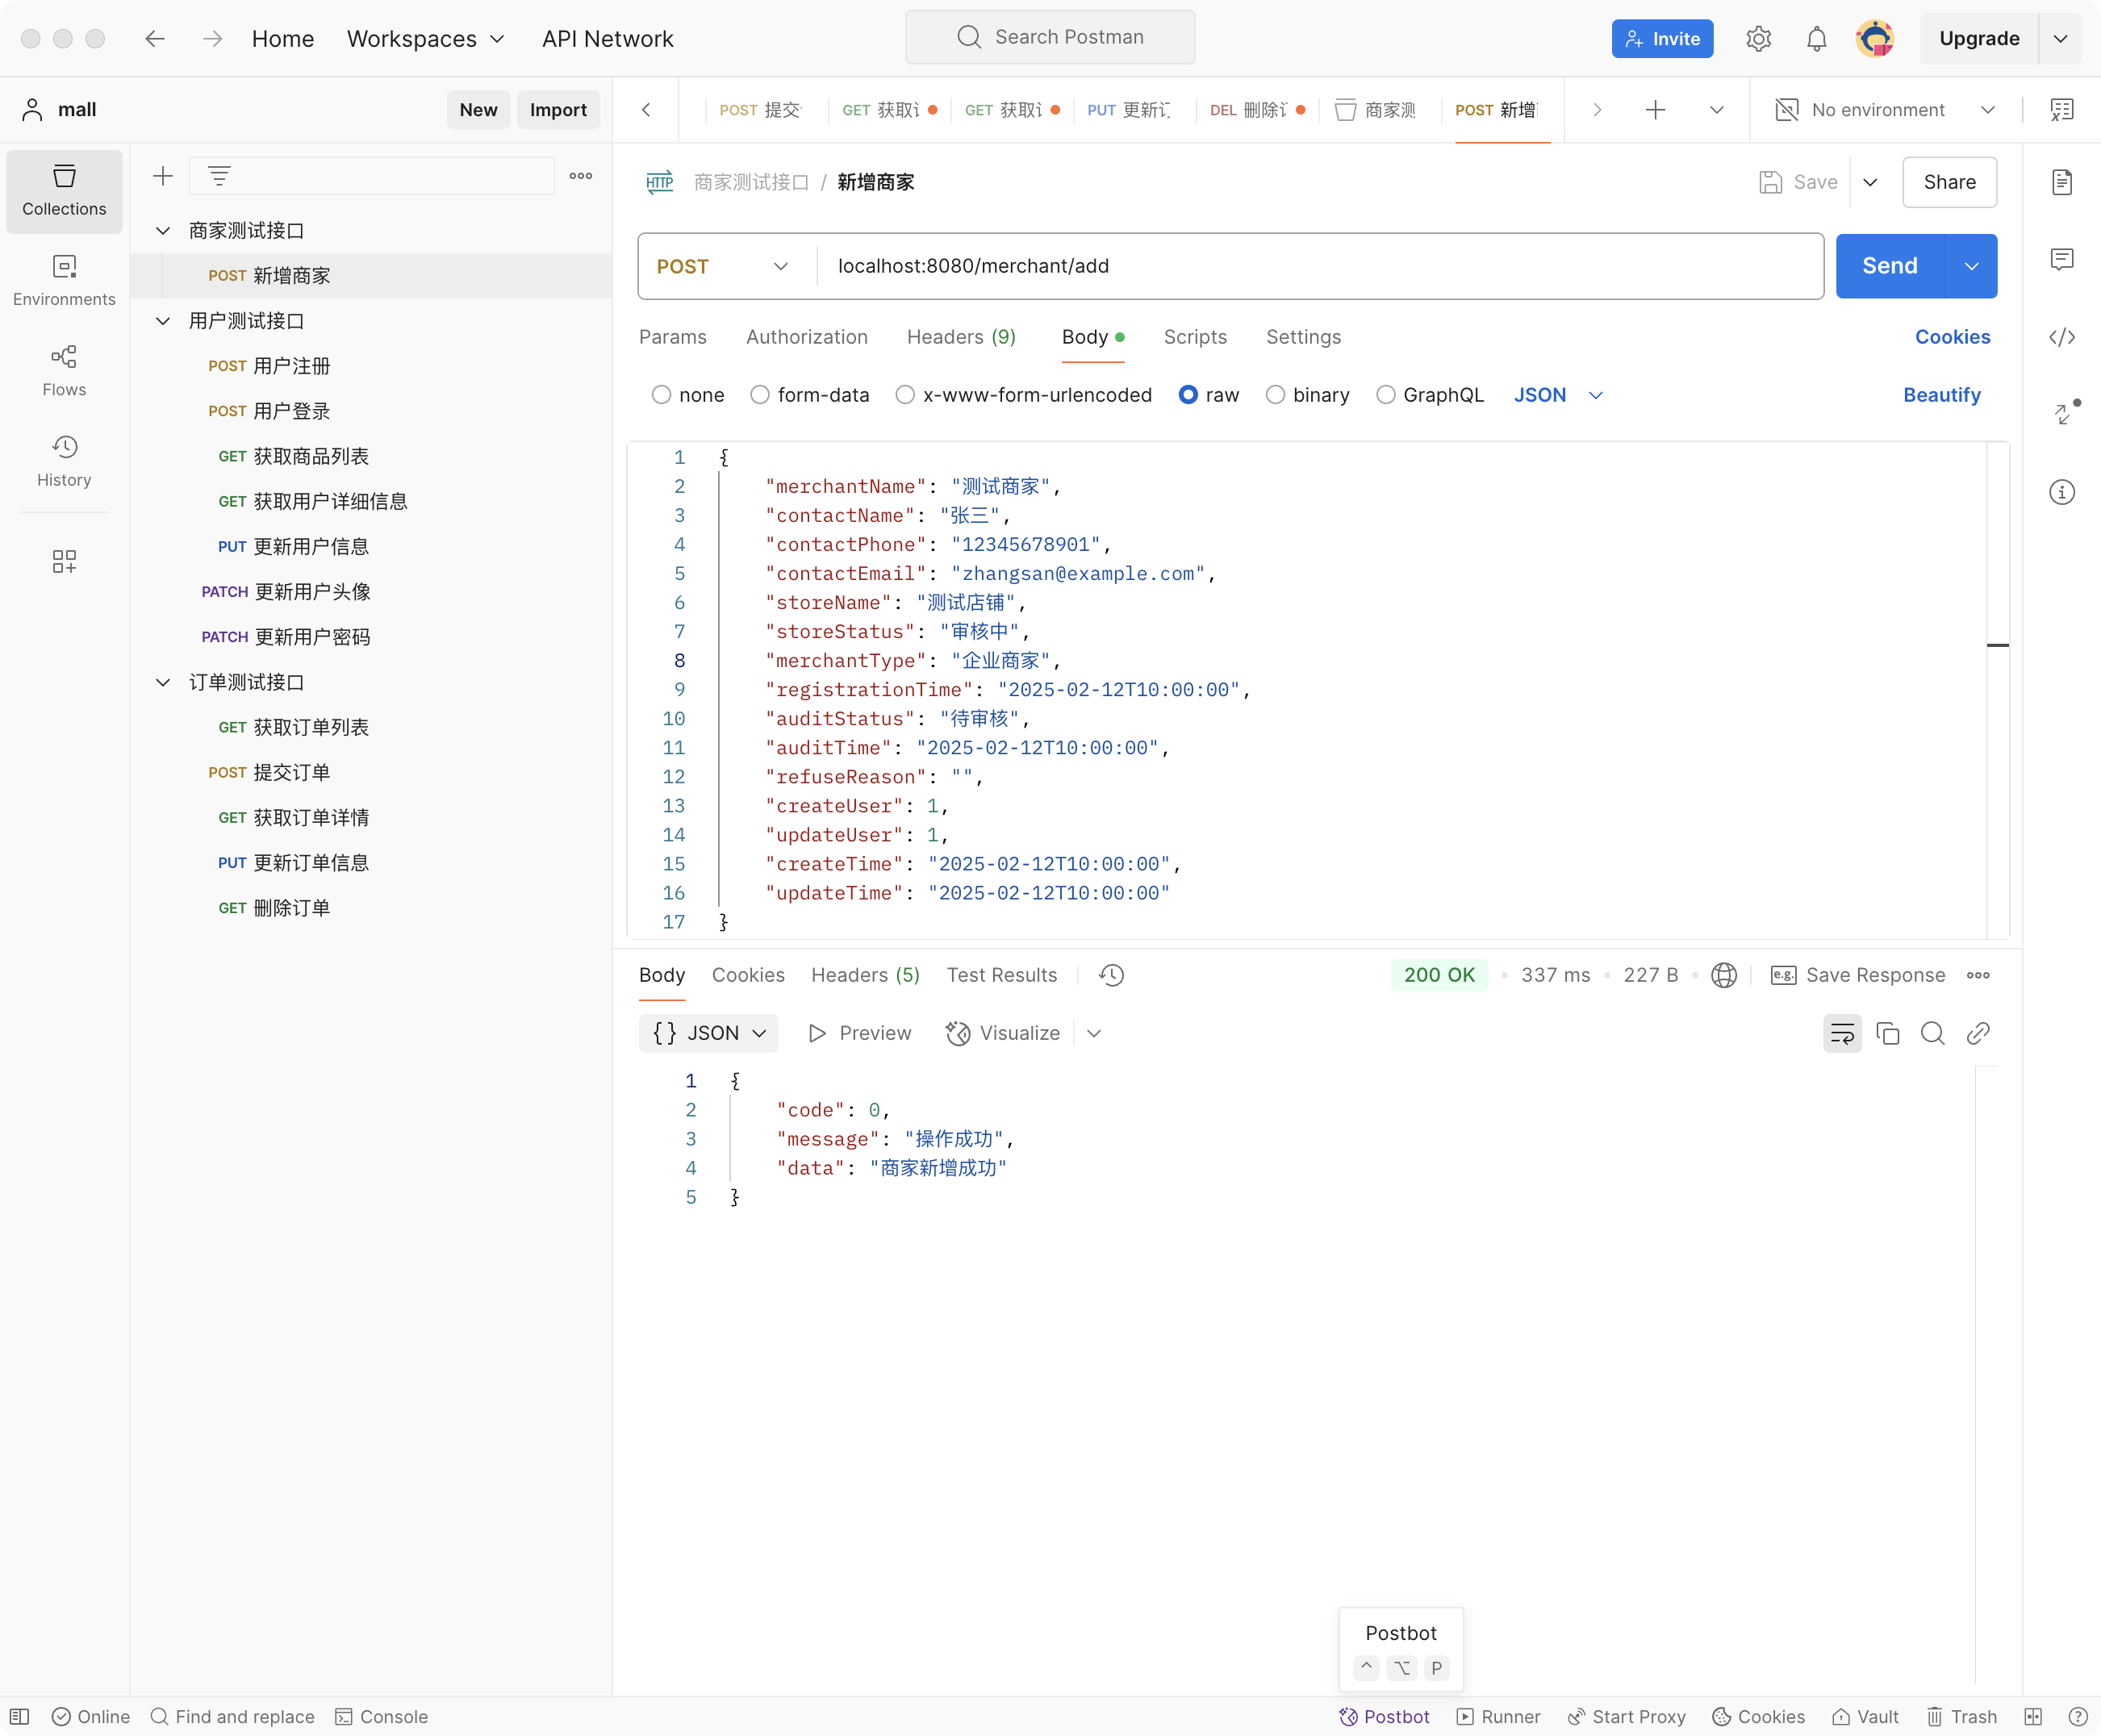 Home Workspaces API Network Search Postman Invite Upgrade
mall New Import
POST 提交 GET 获取 GET 获取 PUT 更新 DEL 删除 商家测 POST 新增 No environment
Collections
Environments
Flows
History
商家测试接口
POST 新增商家
用户测试接口
POST 用户注册
POST 用户登录
GET 获取商品列表
GET 获取用户详细信息
PUT 更新用户信息
PATCH 更新用户头像
PATCH 更新用户密码
订单测试接口
GET 获取订单列表
POST 提交订单
GET 获取订单详情
PUT 更新订单信息
GET 删除订单
HTTP 商家测试接口 / 新增商家 Save Share
POST localhost:8080/merchant/add Send
Params Authorization Headers (9) Body Scripts Settings Cookies
none form-data x-www-form-urlencoded raw binary GraphQL JSON Beautify
1 {
2 "merchantName": "测试商家",
3 "contactName": "张三",
4 "contactPhone": "12345678901",
5 "contactEmail": "zhangsan@example.com",
6 "storeName": "测试店铺",
7 "storeStatus": "审核中",
8 "merchantType": "企业商家",
9 "registrationTime": "2025-02-12T10:00:00",
10 "auditStatus": "待审核",
11 "auditTime": "2025-02-12T10:00:00",
12 "refuseReason": "",
13 "createUser": 1,
14 "updateUser": 1,
15 "createTime": "2025-02-12T10:00:00",
16 "updateTime": "2025-02-12T10:00:00"
17 }
Body Cookies Headers (5) Test Results 200 OK • 337 ms • 227 B • e.g. Save Response
{} JSON Preview Visualize
1 {
2 "code": 0,
3 "message": "操作成功",
4 "data": "商家新增成功"
5 }
Postbot
^ ⌥ P
Online Find and replace Console Postbot Runner Start Proxy Cookies Vault Trash